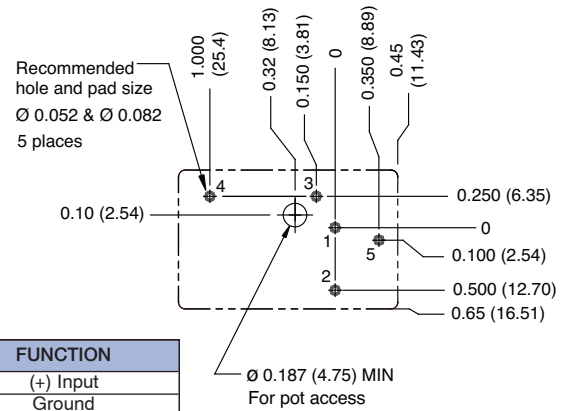 1.000
(25.4)
0.32 (8.13)
0.150 (3.81)
0
0.350 (8.89)
0.45
(11.43)
Recommended
hole and pad size
Ø 0.052 & Ø 0.082
5 places
4
3
0.250 (6.35)
0.10 (2.54)
0
1
5
0.100 (2.54)
2
0.500 (12.70)
0.65 (16.51)
FUNCTION
(+) Input
Ground
Ø 0.187 (4.75) MIN
For pot access